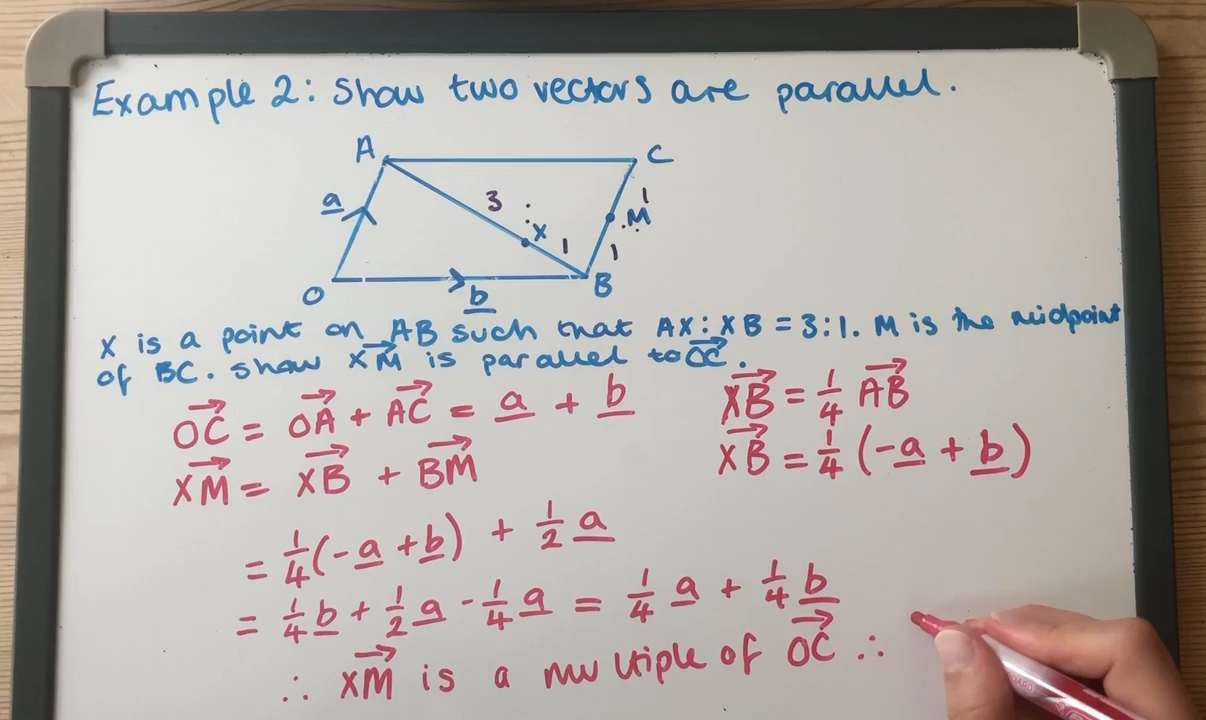 Example 2: Show two vectors are parallel.
A
C
a
3
1
X
M
1
1
O
b
B
X is a point on AB such that AX:XB = 3:1. M is the midpoint
of BC. show XM is parallel to OC.
OC = OA + AC = a + b
XM = XB + BM
= 1/4(-a + b) + 1/2 a
= 1/4 b + 1/2 a - 1/4 a = 1/4 a + 1/4 b
∴ XM is a multiple of OC ∴
XB = 1/4 AB
XB = 1/4 (-a + b)